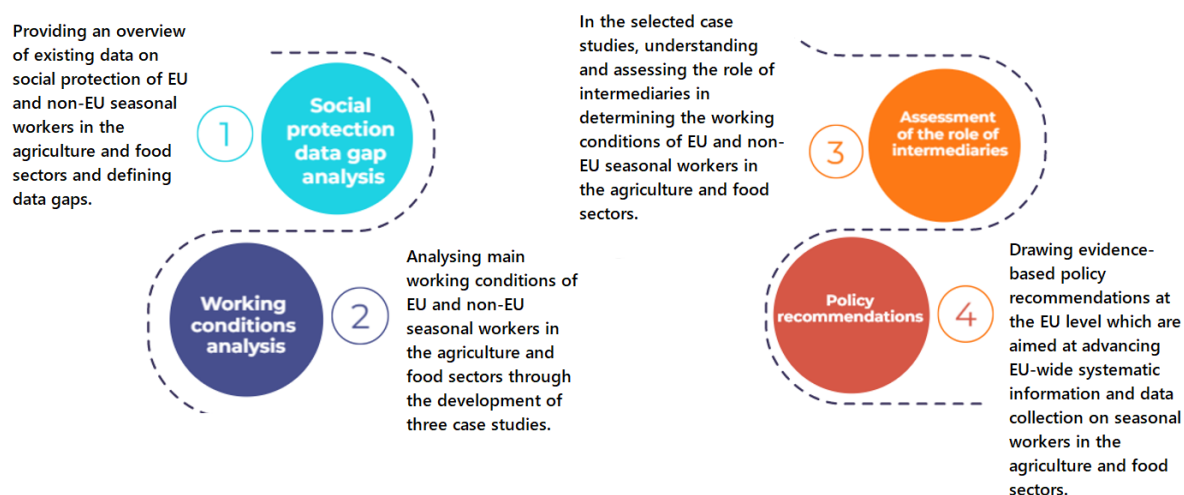 Providing an overview
of existing data on
social protection of EU
and non-EU seasonal
workers in the
agriculture and food
sectors and defining
data gaps.
1
Social
protection
data gap
analysis
Working
conditions
analysis
2
Analysing main
working conditions of
EU and non-EU
seasonal workers in
the agriculture and
food sectors through
the development of
three case studies.
In the selected case
studies, understanding
and assessing the role of
intermediaries in
determining the working
conditions of EU and non-
EU seasonal workers in
the agriculture and food
sectors.
3
Assessment
of the role of
intermediaries
Policy
recommendations
4
Drawing evidence-
based policy
recommendations at
the EU level which are
aimed at advancing
EU-wide systematic
information and data
collection on seasonal
workers in the
agriculture and food
sectors.